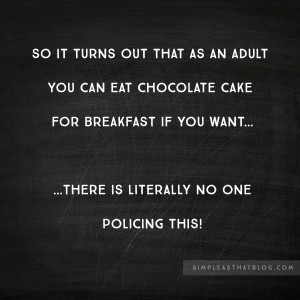 SO IT TURNS OUT THAT AS AN ADULT
YOU CAN EAT CHOCOLATE CAKE
FOR BREAKFAST IF YOU WANT...
...THERE IS LITERALLY NO ONE
POLICING THIS!
SIMPLEASTHATBLOG.COM